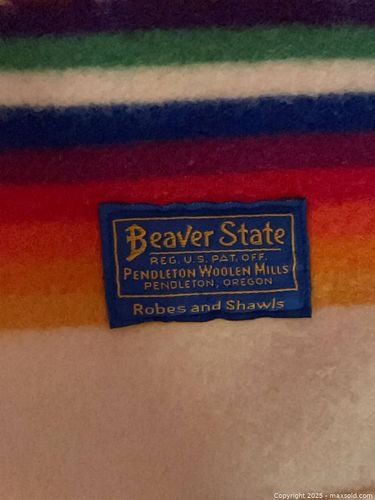 Beaver State
REG. U.S. PAT. OFF.
PENDLETON WOOLEN MILLS
PENDLETON, OREGON
Robes and Shawls
Copyright 2025 - maxsold.com